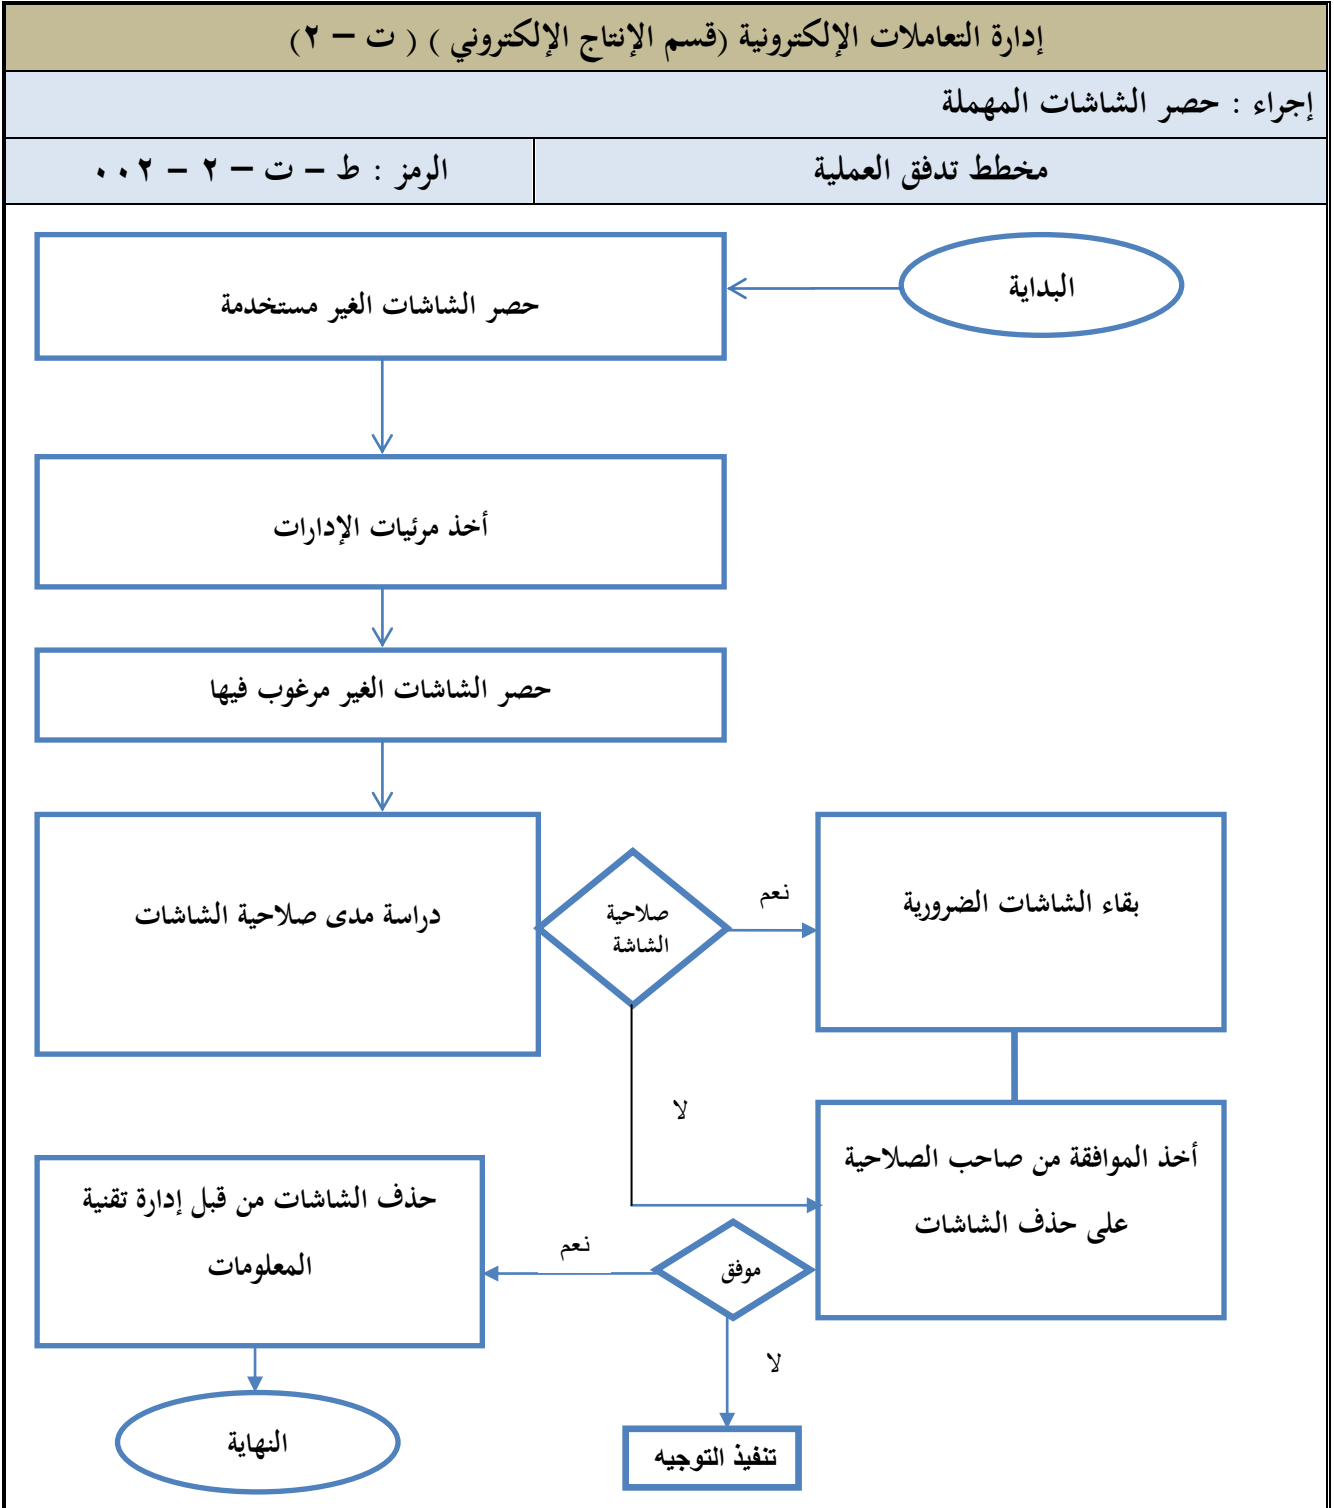 إدارة التعاملات الإلكترونية (قسم الإنتاج الإلكتروني ) ( ت – ٢)
إجراء : حصر الشاشات المهملة
مخطط تدفق العملية
الرمز : ط – ت – ٢ – ٠٠٢
البداية
حصر الشاشات الغير مستخدمة
أخذ مرئيات الإدارات
حصر الشاشات الغير مرغوب فيها
دراسة مدى صلاحية الشاشات
صلاحية
الشاشة
نعم
بقاء الشاشات الضرورية
لا
أخذ الموافقة من صاحب الصلاحية
على حذف الشاشات
موفق
نعم
حذف الشاشات من قبل إدارة تقنية
المعلومات
لا
تنفيذ التوجيه
النهاية